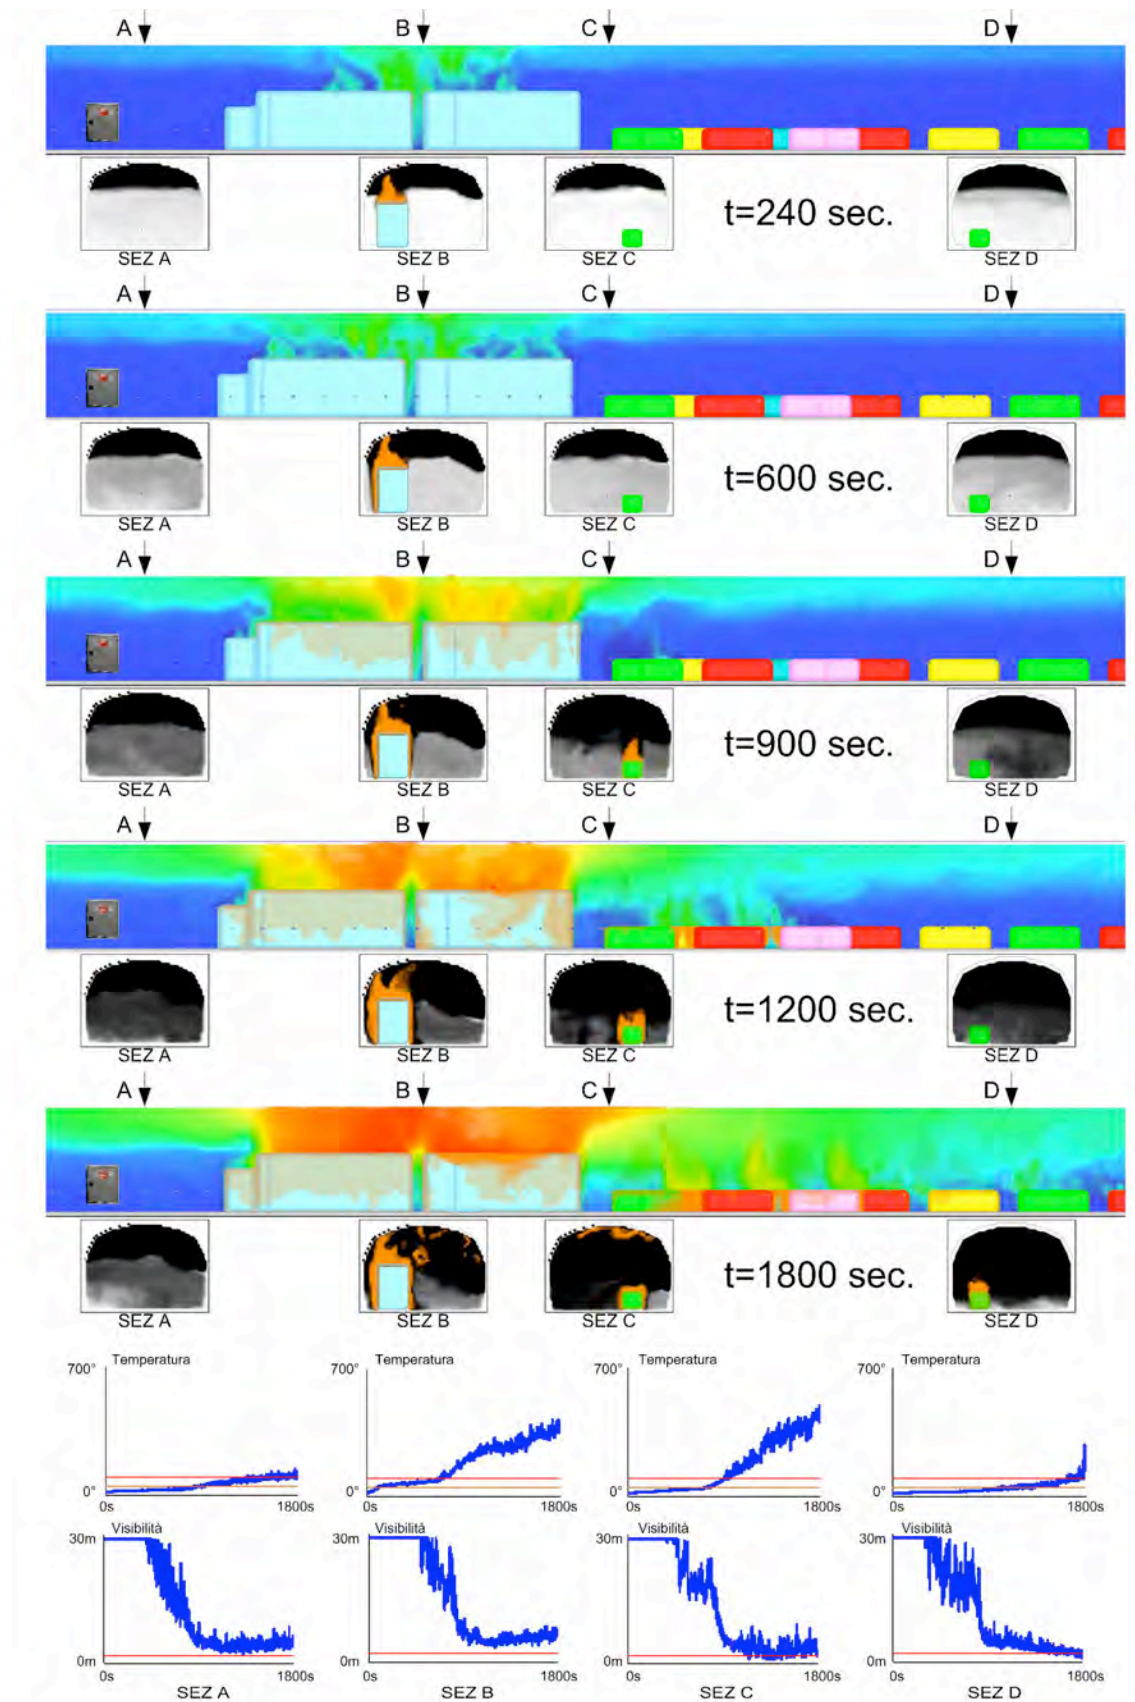 A B C D
SEZ A SEZ B SEZ C t=240 sec. SEZ D
A B C D
SEZ A SEZ B SEZ C t=600 sec. SEZ D
A B C D
SEZ A SEZ B SEZ C t=900 sec. SEZ D
A B C D
SEZ A SEZ B SEZ C t=1200 sec. SEZ D
A B C D
SEZ A SEZ B SEZ C t=1800 sec. SEZ D
Temperatura Temperatura Temperatura Temperatura
700° 700° 700° 700°
0° 0° 0° 0°
0s 1800s 0s 1800s 0s 1800s 0s 1800s
Visibilità Visibilità Visibilità Visibilità
30m 30m 30m 30m
0m 0m 0m 0m
0s 1800s 0s 1800s 0s 1800s 0s 1800s
SEZ A SEZ B SEZ C SEZ D